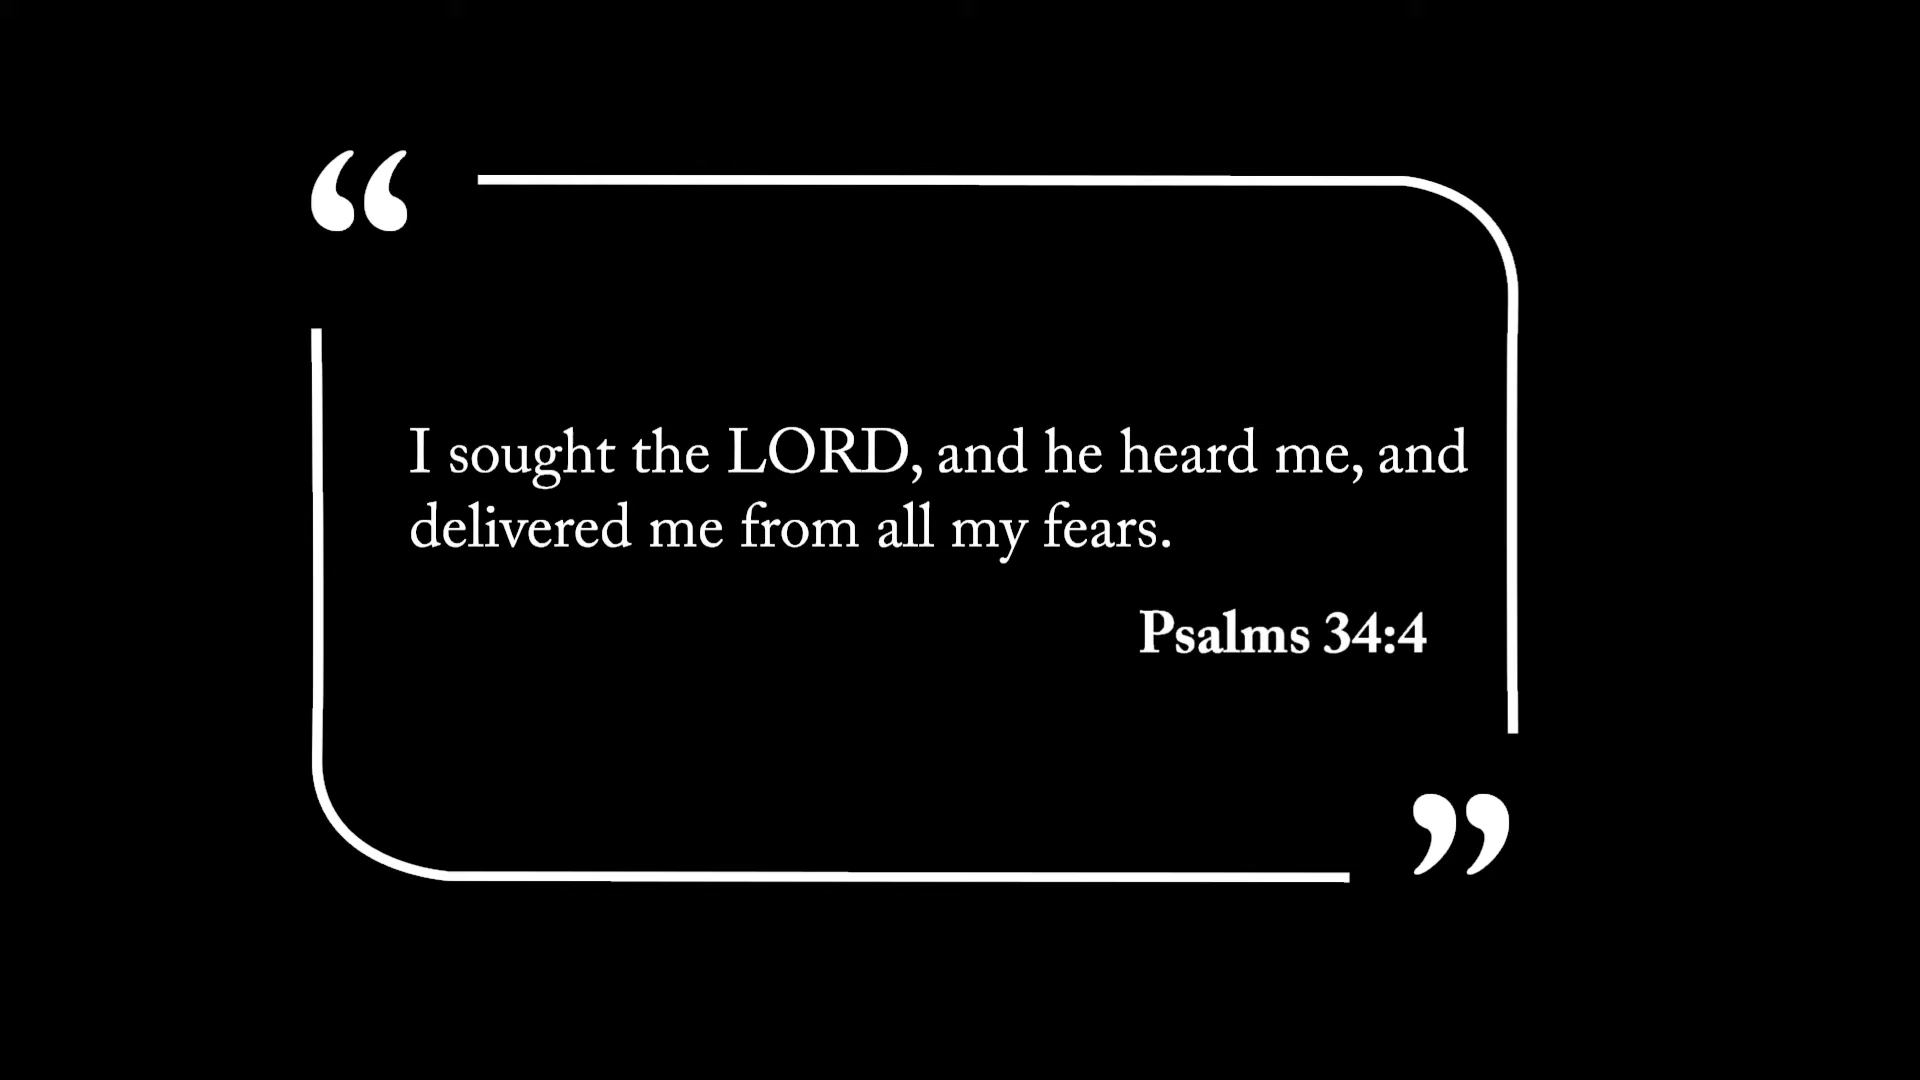 “
I sought the LORD, and he heard me, and
delivered me from all my fears.
Psalms 34:4
”